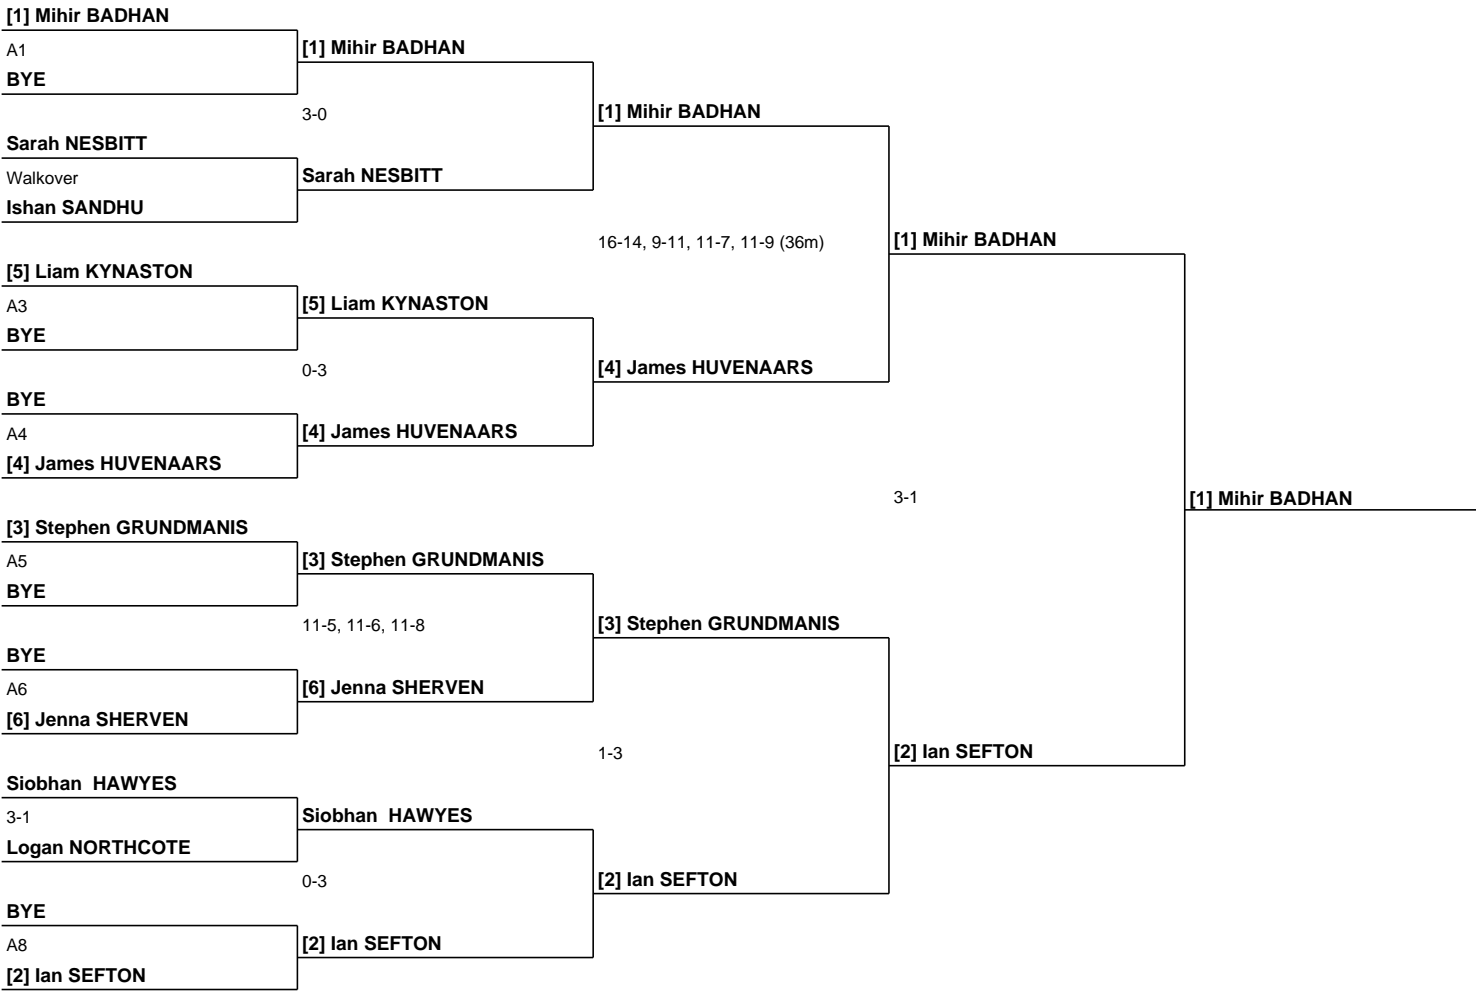 [1] Mihir BADHAN
A1
BYE
Sarah NESBITT
Walkover
Ishan SANDHU
[5] Liam KYNASTON
A3
BYE
BYE
A4
[4] James HUVENAARS
[3] Stephen GRUNDMANIS
A5
BYE
BYE
A6
[6] Jenna SHERVEN
Siobhan  HAWYES
3-1
Logan NORTHCOTE
BYE
A8
[2] Ian SEFTON
[1] Mihir BADHAN
3-0
Sarah NESBITT
[5] Liam KYNASTON
0-3
[4] James HUVENAARS
[3] Stephen GRUNDMANIS
11-5, 11-6, 11-8
[6] Jenna SHERVEN
Siobhan  HAWYES
0-3
[2] Ian SEFTON
[1] Mihir BADHAN
16-14, 9-11, 11-7, 11-9 (36m)
[4] James HUVENAARS
[3] Stephen GRUNDMANIS
1-3
[2] Ian SEFTON
[1] Mihir BADHAN
3-1
[2] Ian SEFTON
[1] Mihir BADHAN